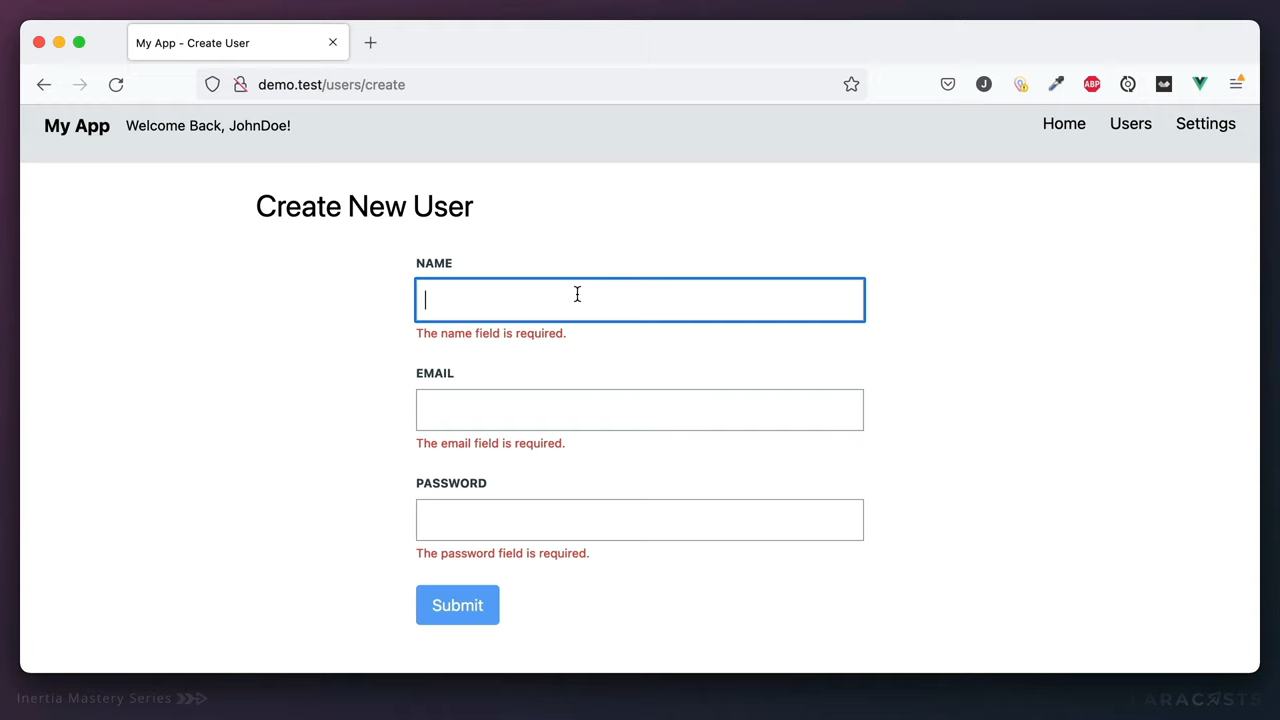 My App - Create User
demo.test/users/create
J
ABP
My App Welcome Back, JohnDoe! Home Users Settings
Create New User
NAME
The name field is required.
EMAIL
The email field is required.
PASSWORD
The password field is required.
Submit
Inertia Mastery Series
LARACASTS